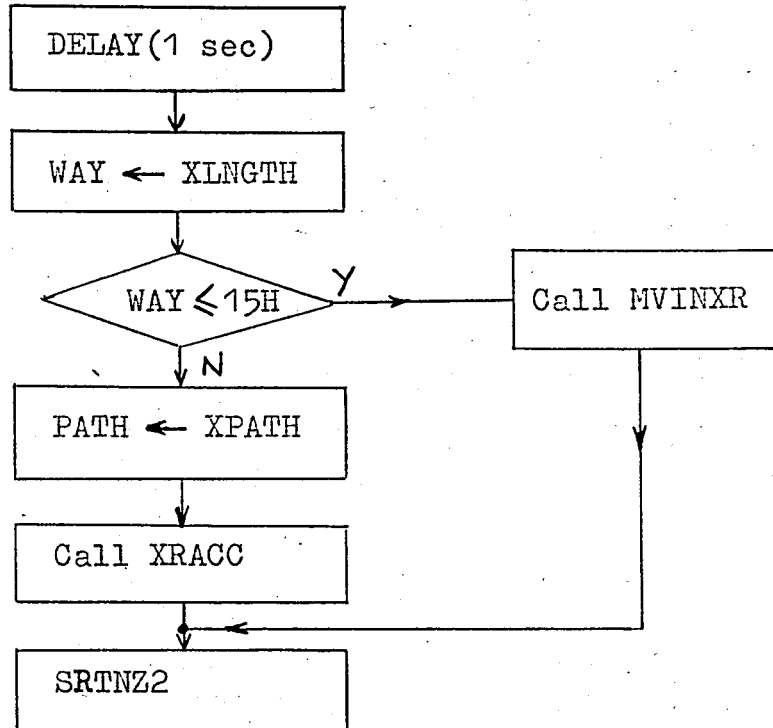 DELAY(1 sec)
WAY ← XLNGTH
WAY ⩽ 15H
Y
Call MVINXR
N
PATH ← XPATH
Call XRACC
SRTNZ2